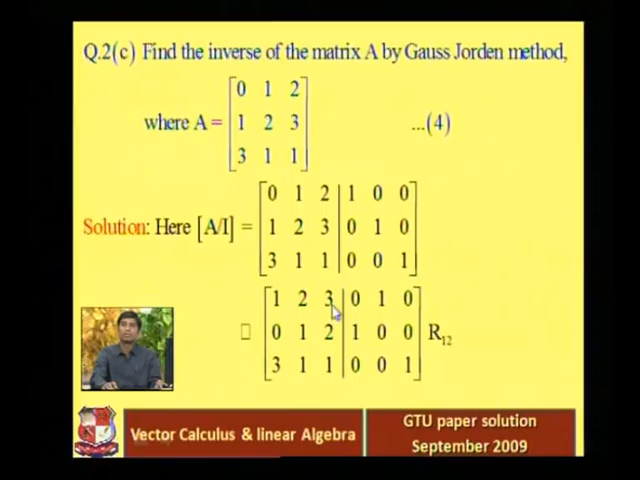 Q.2(c) Find the inverse of the matrix A by Gauss Jorden method,
where A = [0 1 2
1 2 3
3 1 1] ...(4)
Solution: Here [A/I] = [0 1 2 | 1 0 0
1 2 3 | 0 1 0
3 1 1 | 0 0 1]
□ [1 2 3 | 0 1 0
0 1 2 | 1 0 0
3 1 1 | 0 0 1] R₁₂
Vector Calculus & linear Algebra
GTU paper solution
September 2009